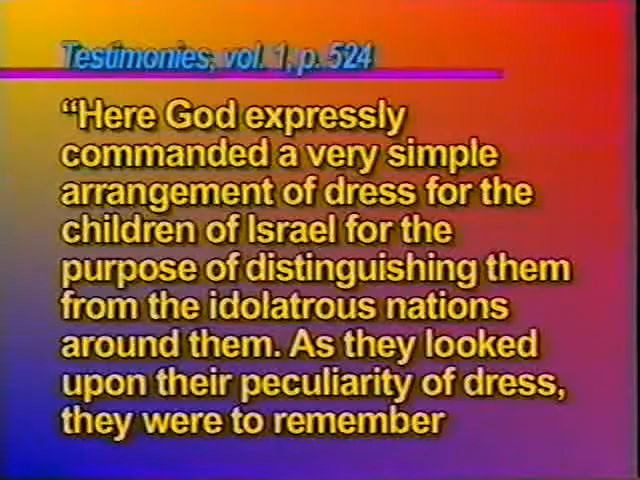 Testimonies, vol. 1, p. 524
“Here God expressly
commanded a very simple
arrangement of dress for the
children of Israel for the
purpose of distinguishing them
from the idolatrous nations
around them. As they looked
upon their peculiarity of dress,
they were to remember